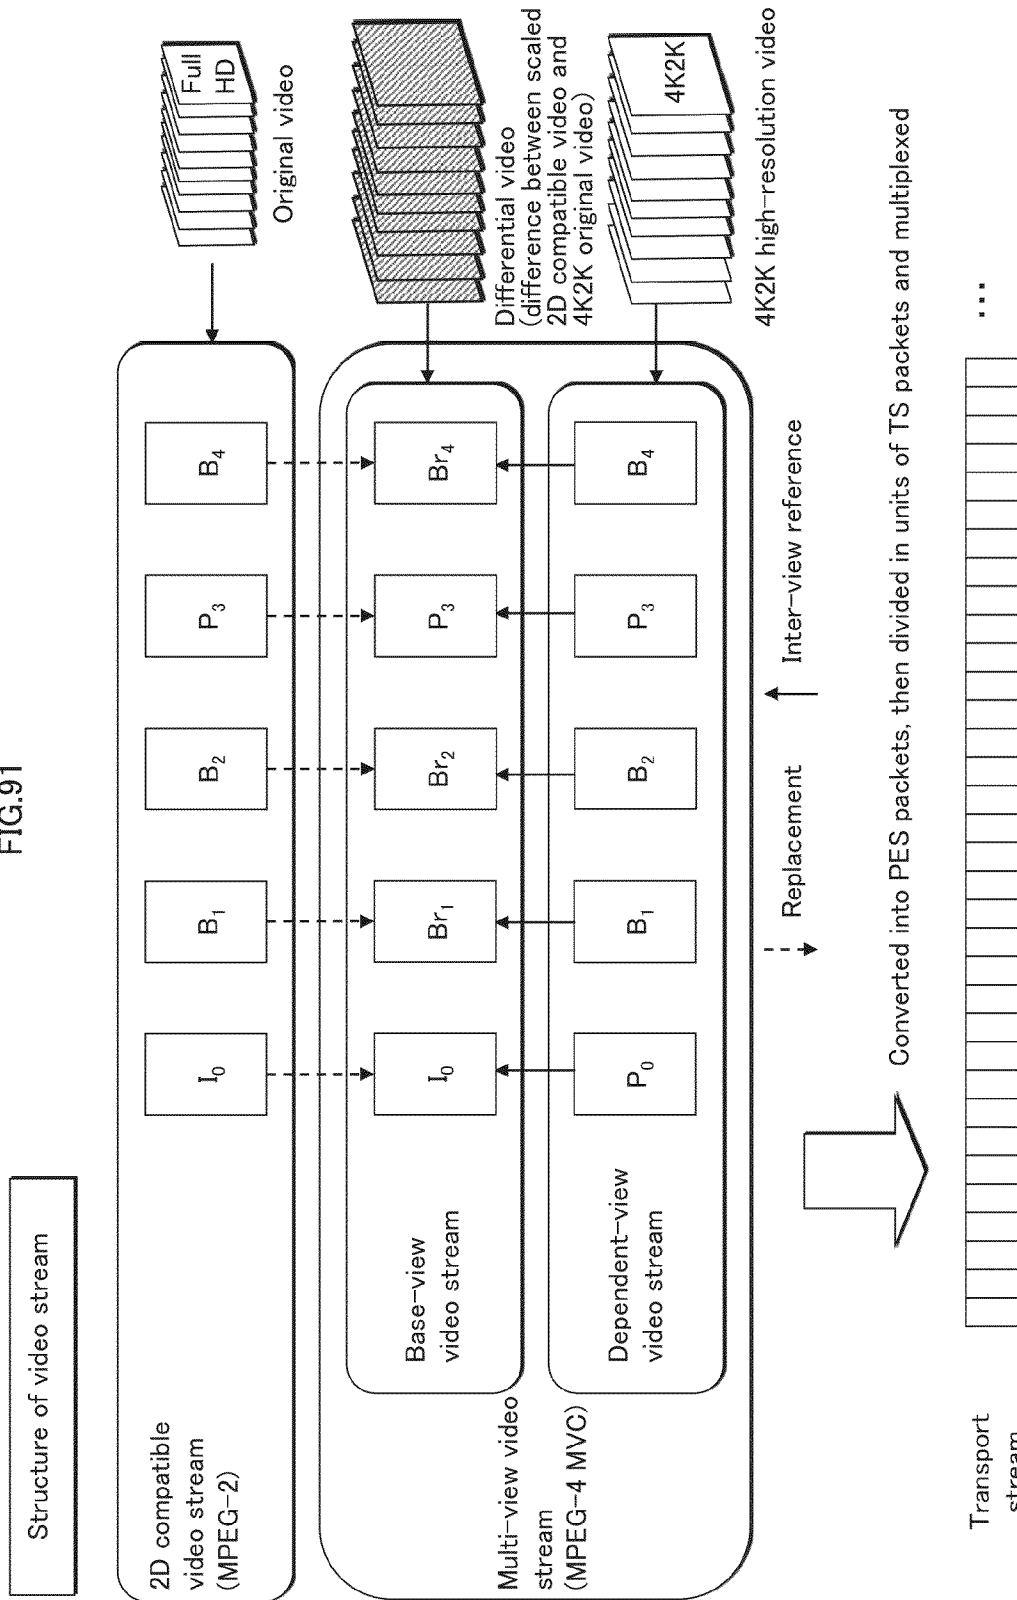 FIG.91
Structure of video stream
2D compatible
video stream
(MPEG-2)
I0
B1
B2
P3
B4
Full
HD
Original video
Multi-view video
stream
(MPEG-4 MVC)
Base-view
video stream
I0
Br1
Br2
P3
Br4
Differential video
(difference between scaled
2D compatible video and
4K2K original video)
Dependent-view
video stream
P0
B1
B2
P3
B4
4K2K
4K2K high-resolution video
Replacement
Inter-view reference
Converted into PES packets, then divided in units of TS packets and multiplexed
Transport
stream
...